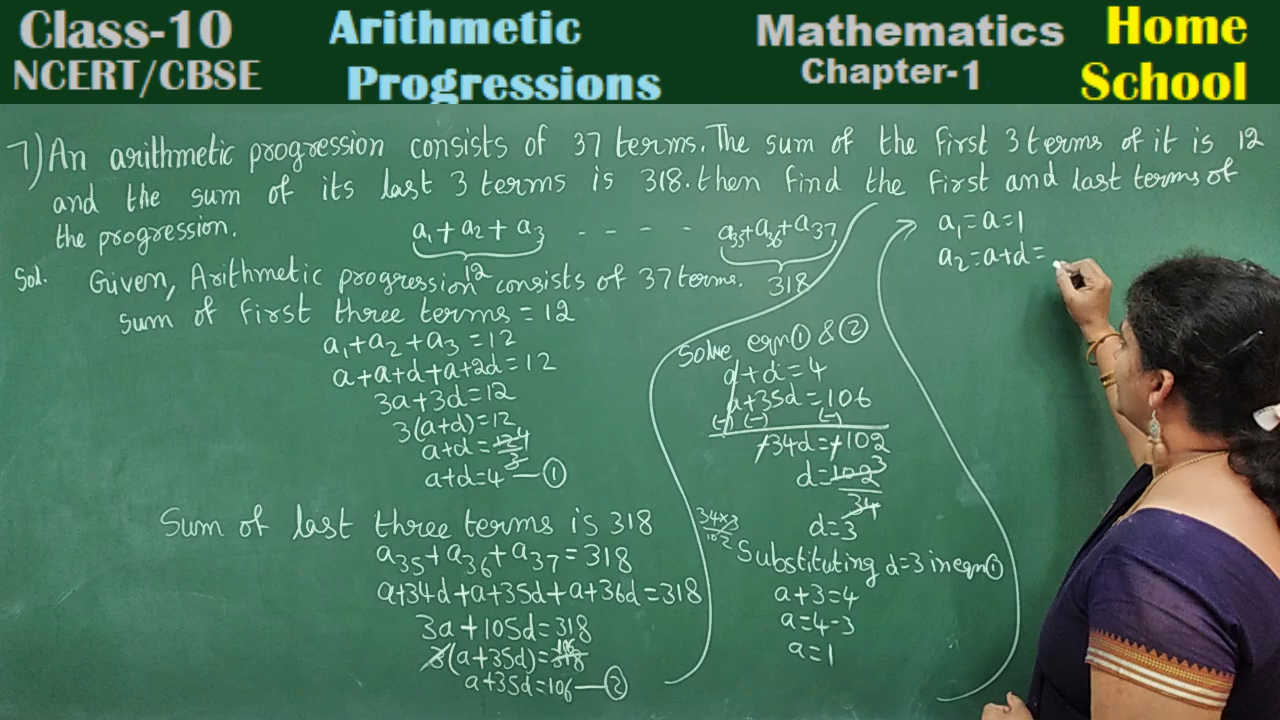 Class-10
NCERT/CBSE
Arithmetic
Progressions
Mathematics
Chapter-1
Home
School
7) An arithmetic progression consists of 37 terms. The sum of the first 3 terms of it is 12
and the sum of its last 3 terms is 318. then find the first and last terms of
the progression.
a₁ + a₂ + a₃ - - - - - a₃₅+a₃₆+a₃₇
12
318
Sol. Given, Arithmetic progression consists of 37 terms.
Sum of first three terms = 12
a₁+a₂+a₃ = 12
a+a+d+a+2d = 12
3a+3d=12
3(a+d)=12
a+d = 12/3 4
a+d=4 — ①
Sum of last three terms is 318
a₃₅+a₃₆+a₃₇=318
a+34d+a+35d+a+36d=318
3a+105d=318
3(a+35d)=318 106
a+35d=106 — ②
Solve eqn ① & ②
a+d=4
a+35d=106
(-) (-) (-)
-34d=-102
d=102/34 3
34×3
102
d=3
Substituting d=3 in eqn ①
a+3=4
a=4-3
a=1
a₁=a=1
a₂=a+d=